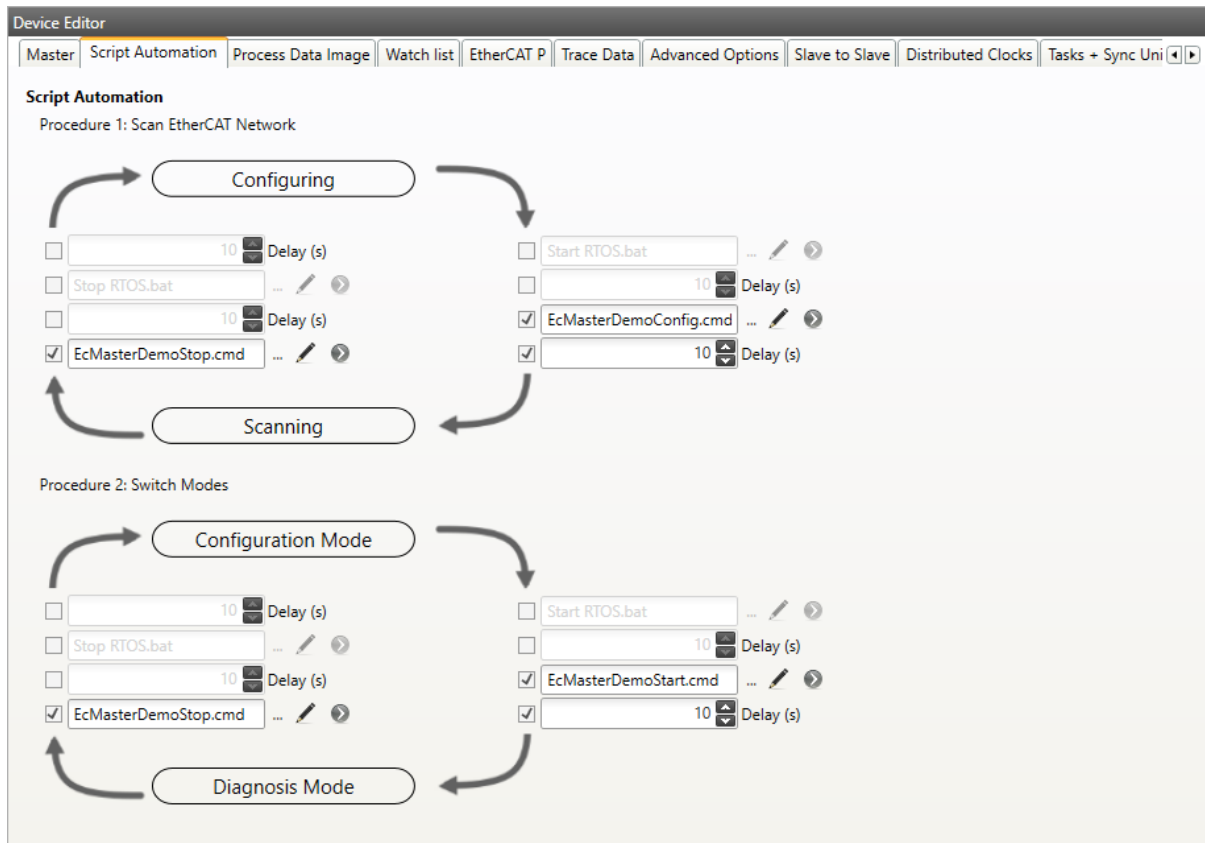 Device Editor
Master Script Automation Process Data Image Watch list EtherCAT P Trace Data Advanced Options Slave to Slave Distributed Clocks Tasks + Sync Uni
Script Automation
Procedure 1: Scan EtherCAT Network
Configuring
10 Delay (s) Start RTOS.bat ...
Stop RTOS.bat ... 10 Delay (s)
10 Delay (s) EcMasterDemoConfig.cmd ...
EcMasterDemoStop.cmd ... 10 Delay (s)
Scanning
Procedure 2: Switch Modes
Configuration Mode
10 Delay (s) Start RTOS.bat ...
Stop RTOS.bat ... 10 Delay (s)
10 Delay (s) EcMasterDemoStart.cmd ...
EcMasterDemoStop.cmd ... 10 Delay (s)
Diagnosis Mode